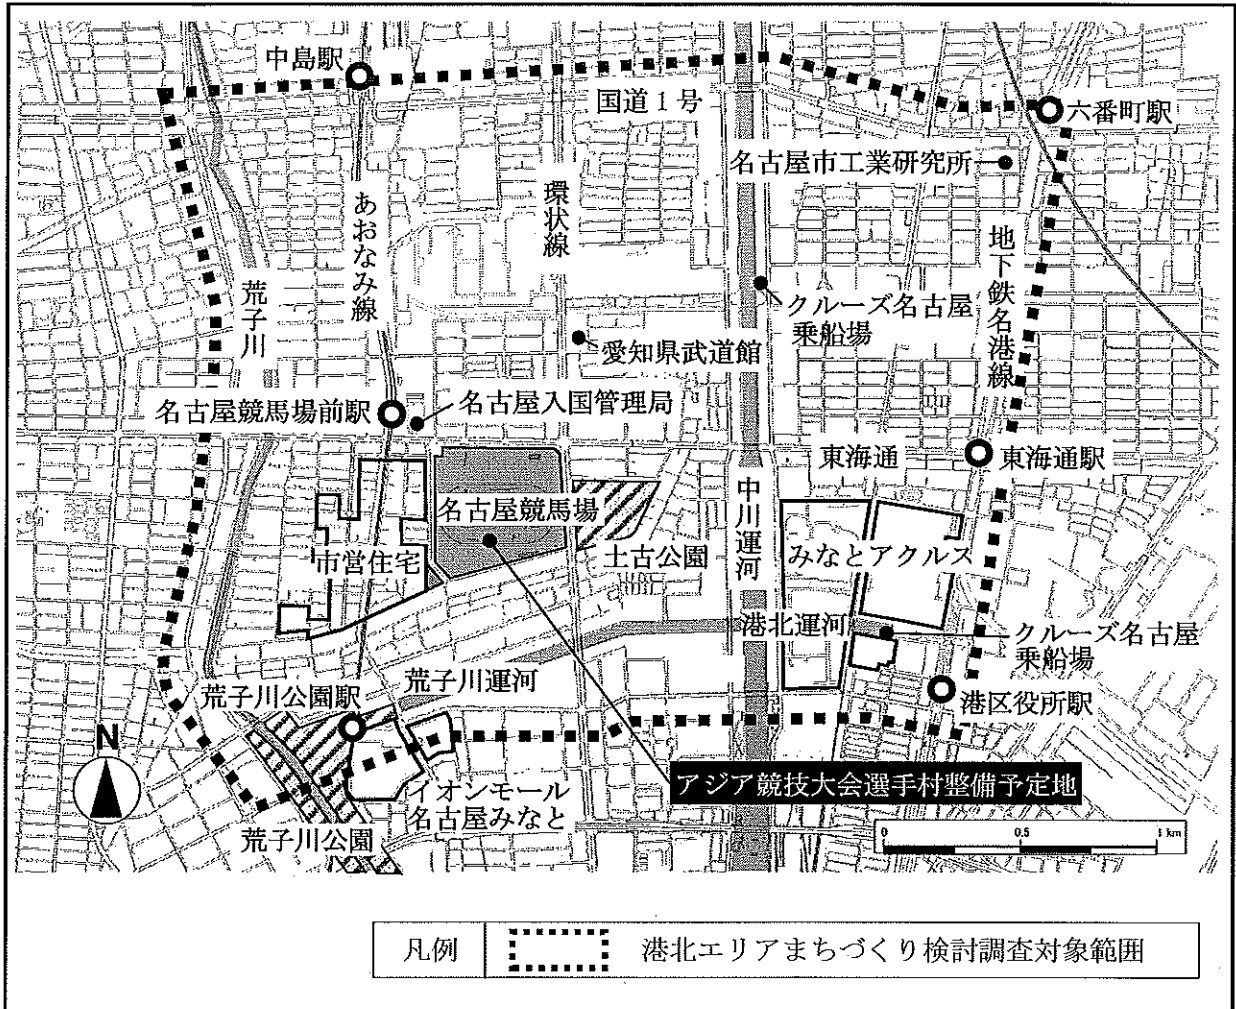 中島駅
国道１号
六番町駅
名古屋市工業研究所
環状線
あおなみ線
地下鉄名港線
荒子川
クルーズ名古屋
乗船場
愛知県武道館
名古屋競馬場前駅
名古屋入国管理局
東海通
東海通駅
中川運河
名古屋競馬場
市営住宅
土古公園
みなとアクルス
港北運河
クルーズ名古屋
乗船場
荒子川公園駅
荒子川運河
港区役所駅
N
アジア競技大会選手村整備予定地
イオンモール
名古屋みなと
荒子川公園
0 0.5 1 km
凡例
港北エリアまちづくり検討調査対象範囲